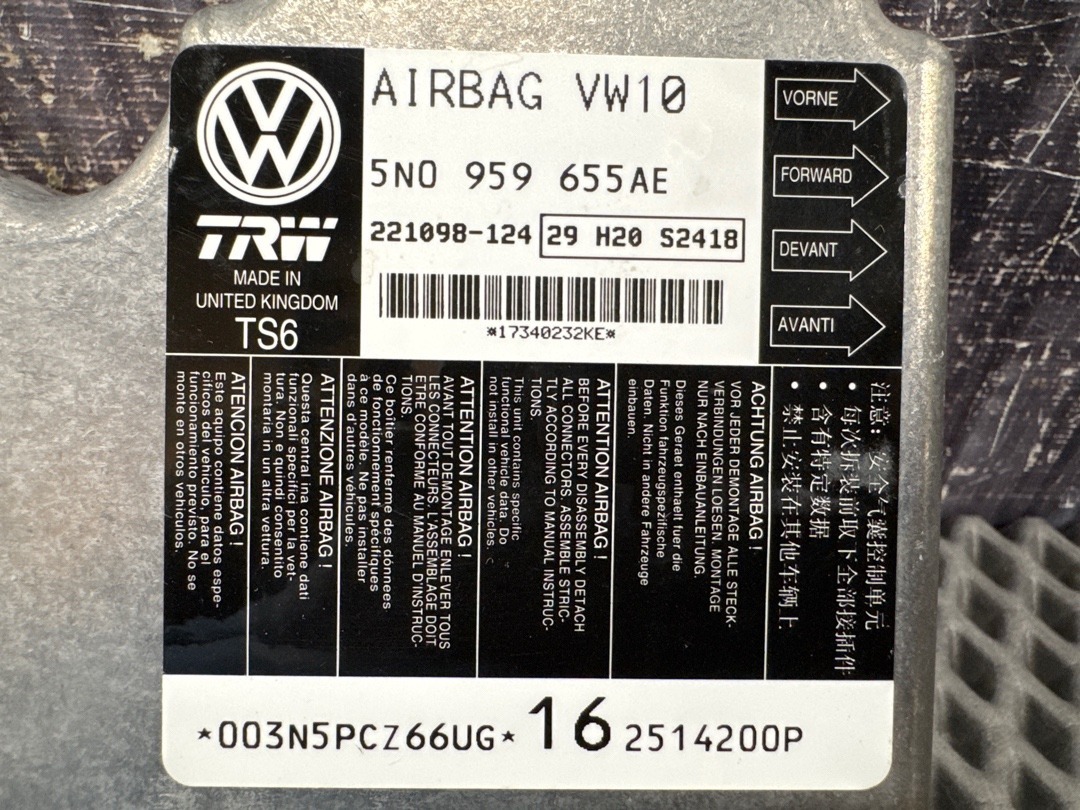 AIRBAG VW10
5N0 959 655AE
221098-124 29 H20 S2418
*17340232KE*
TRW
MADE IN
UNITED KINGDOM
TS6
VORNE
FORWARD
DEVANT
AVANTI
注意：安全气囊控制单元
• 每次拆装前取下全部接插件
• 含有特定数据
• 禁止安装在其他车辆上
ACHTUNG AIRBAG !
VOR JEDER DEMONTAGE ALLE STECK-
VERBINDUNGEN LOESEN. MONTAGE
NUR NACH EINBAUANLEITUNG.
Dieses Geraet enthaelt fuer die
Funktion fahrzeugspezifische
Daten. Nicht in andere Fahrzeuge
einbauen.
ATTENTION AIRBAG !
BEFORE EVERY DISASSEMBLY DETACH
ALL CONNECTORS. ASSEMBLE STRIC-
TLY ACCORDING TO MANUAL INSTRUC-
TIONS.
This unit contains specific
functional vehicle data. Do
not install in other vehicles.
ATTENTION AIRBAG !
AVANT TOUT DEMONTAGE ENLEVER TOUS
LES CONNECTEURS. L'ASSEMBLAGE DOIT
ETRE CONFORME AU MANUEL D'INSTRUC-
TIONS.
Ce boîtier renferme des données
de fonctionnement spécifiques
à ce modèle. Ne pas installer
dans d'autres véhicules.
ATTENZIONE AIRBAG !
Questa central ina contiene dati
funzionali specifici per la vet-
tura. Non e quindi consentito
montarla in un altra vettura.
ATENCION AIRBAG !
Este equipo contiene datos espe-
cíficos del vehículo, para el
funcionamiento previsto. No se
monte en otros vehículos.
*003N5PCZ66UG* 16 2514200P